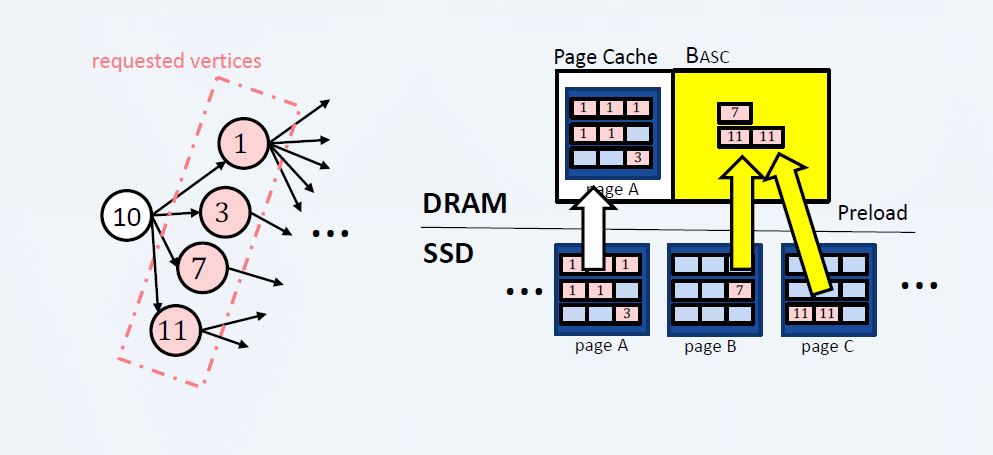 requested vertices
1
3
10
7
11
...
Page Cache
BASC
1 1 1
1 1
3
page A
7
11 11
DRAM
Preload
SSD
...
1 1
1 1
3
page A
7
page B
11 11
page C
...